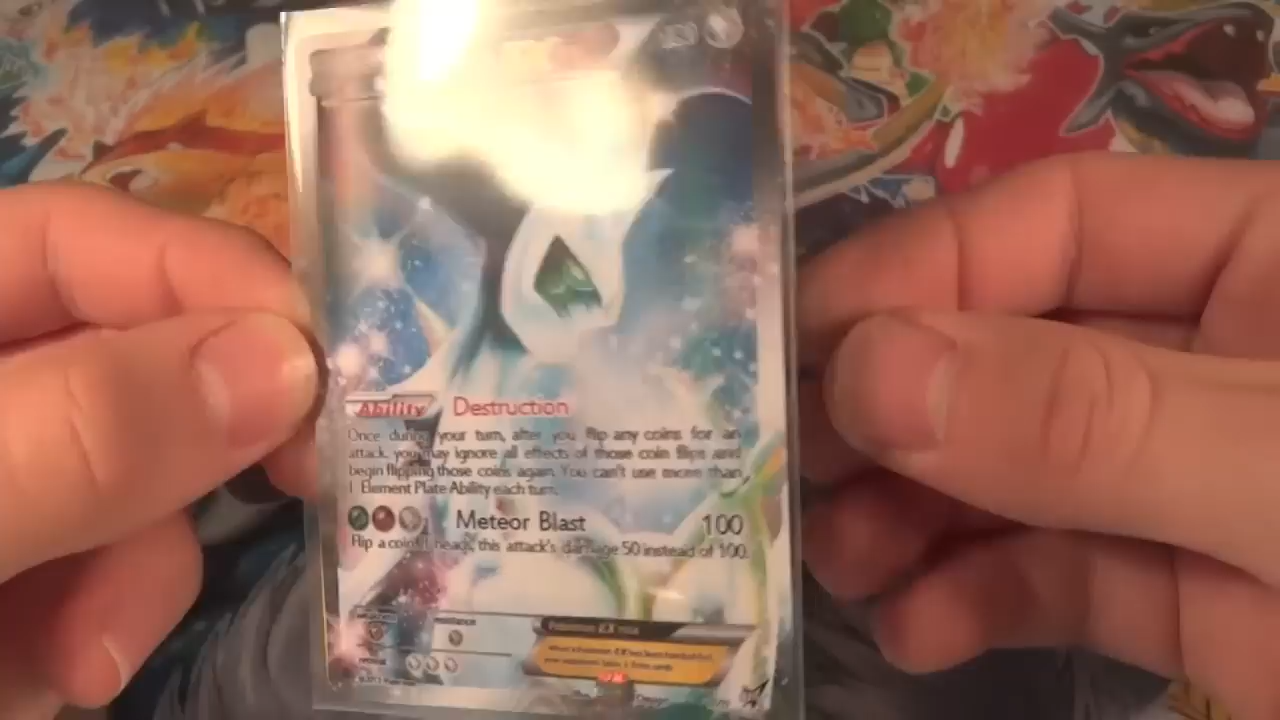 Ability Destruction
Once during your turn, after you flip any coins for an
attack, you may ignore all effects of those coin flips and
begin flipping those coins again. You can't use more than
1 Element Plate Ability each turn.
Meteor Blast 100
Flip a coin heads, this attack's damage 50 instead of 100.
weakness resistance
Pokémon EX rule
retreat